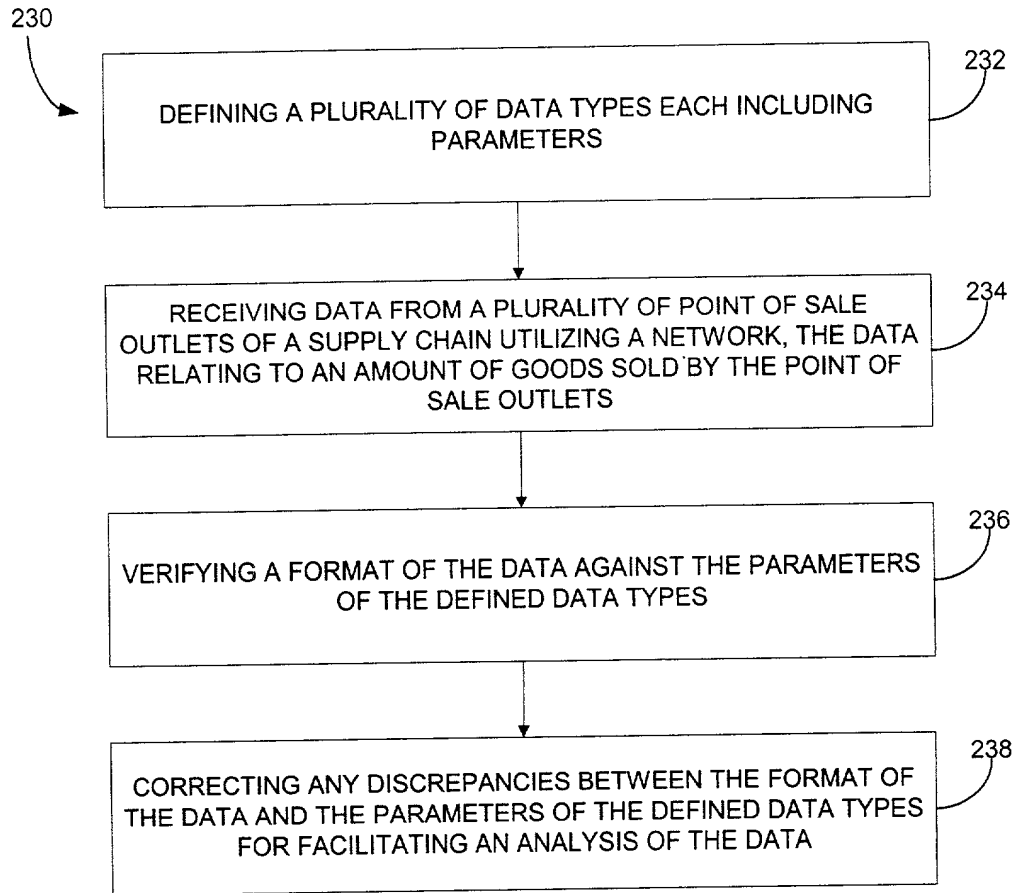 230
232
DEFINING A PLURALITY OF DATA TYPES EACH INCLUDING
PARAMETERS
234
RECEIVING DATA FROM A PLURALITY OF POINT OF SALE
OUTLETS OF A SUPPLY CHAIN UTILIZING A NETWORK, THE DATA
RELATING TO AN AMOUNT OF GOODS SOLD BY THE POINT OF
SALE OUTLETS
236
VERIFYING A FORMAT OF THE DATA AGAINST THE PARAMETERS
OF THE DEFINED DATA TYPES
238
CORRECTING ANY DISCREPANCIES BETWEEN THE FORMAT OF
THE DATA AND THE PARAMETERS OF THE DEFINED DATA TYPES
FOR FACILITATING AN ANALYSIS OF THE DATA